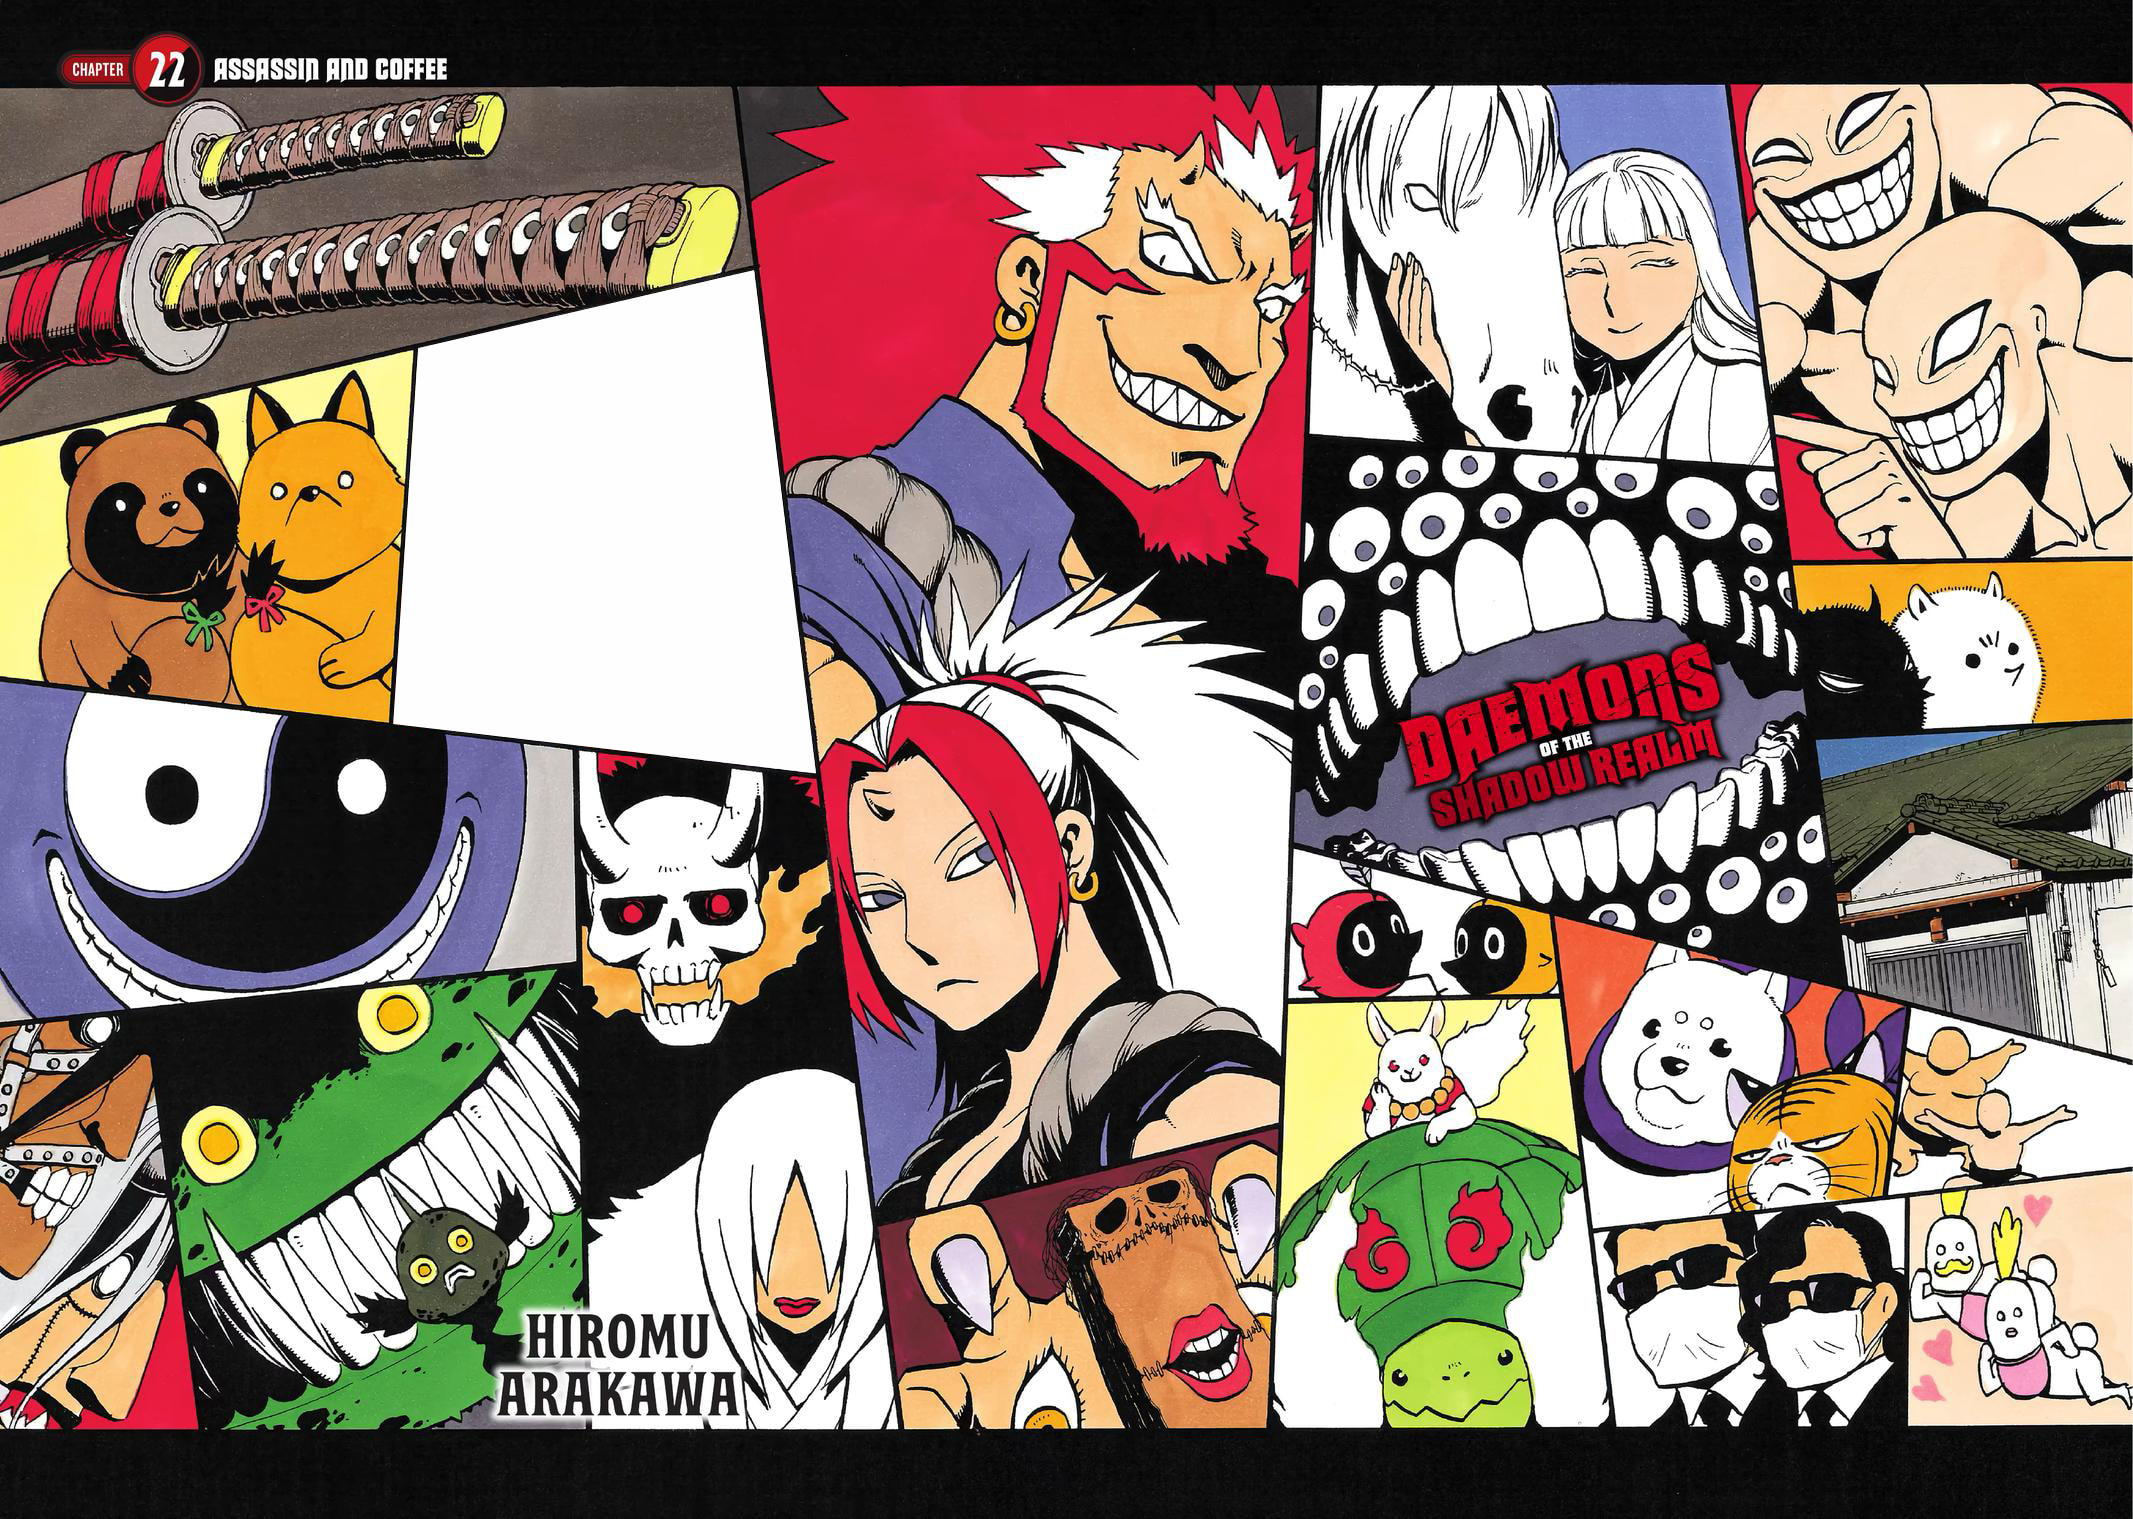 CHAPTER 22 ASSASSIN AND COFFEE
DAEMONS
OF THE
SHADOW REALM
HIROMU
ARAKAWA